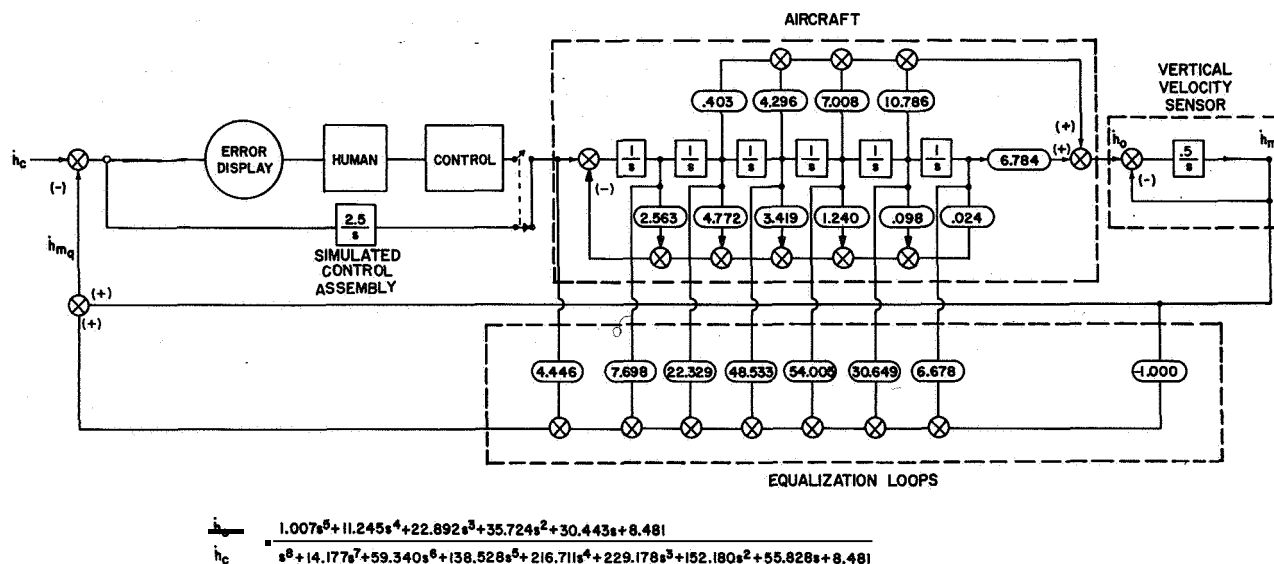 AIRCRAFT
VERTICAL
VELOCITY
SENSOR
.403
4.296
7.008
10.786
ḣc
(-)
ERROR
DISPLAY
HUMAN
CONTROL
(-)
1/s
1/s
1/s
1/s
1/s
1/s
6.784
(+)
(+)
ḣo
(-)
.5/s
ḣm
2.5/s
SIMULATED
CONTROL
ASSEMBLY
2.563
4.772
3.419
1.240
.098
.024
ḣmq
(+)
(+)
4.446
7.698
22.329
48.533
54.005
30.649
6.678
-1.000
EQUALIZATION LOOPS
ḣo/ḣc = (1.007s⁵+11.245s⁴+22.892s³+35.724s²+30.443s+8.481)/(s⁸+14.177s⁷+59.340s⁶+138.528s⁵+216.711s⁴+229.178s³+152.180s²+55.828s+8.481)